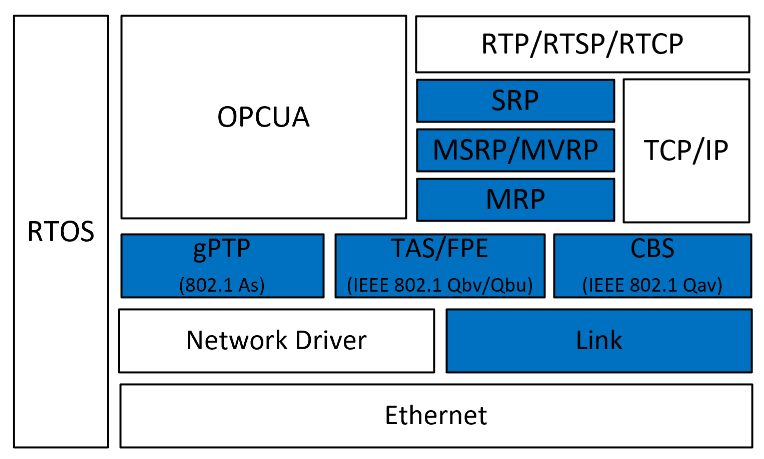 RTOS
OPCUA
RTP/RTSP/RTCP
SRP
MSRP/MVRP
MRP
TCP/IP
gPTP
(802.1 As)
TAS/FPE
(IEEE 802.1 Qbv/Qbu)
CBS
(IEEE 802.1 Qav)
Network Driver
Link
Ethernet